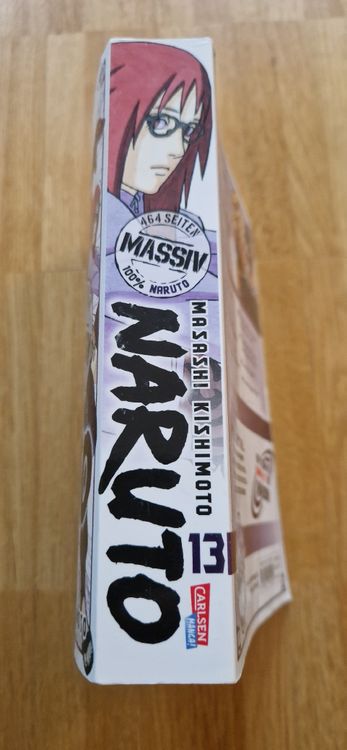 464 SEITEN
MASSIV
100% NARUTO
MASASHI KISHIMOTO
NARUTO
13
CARLSEN
MANGA!